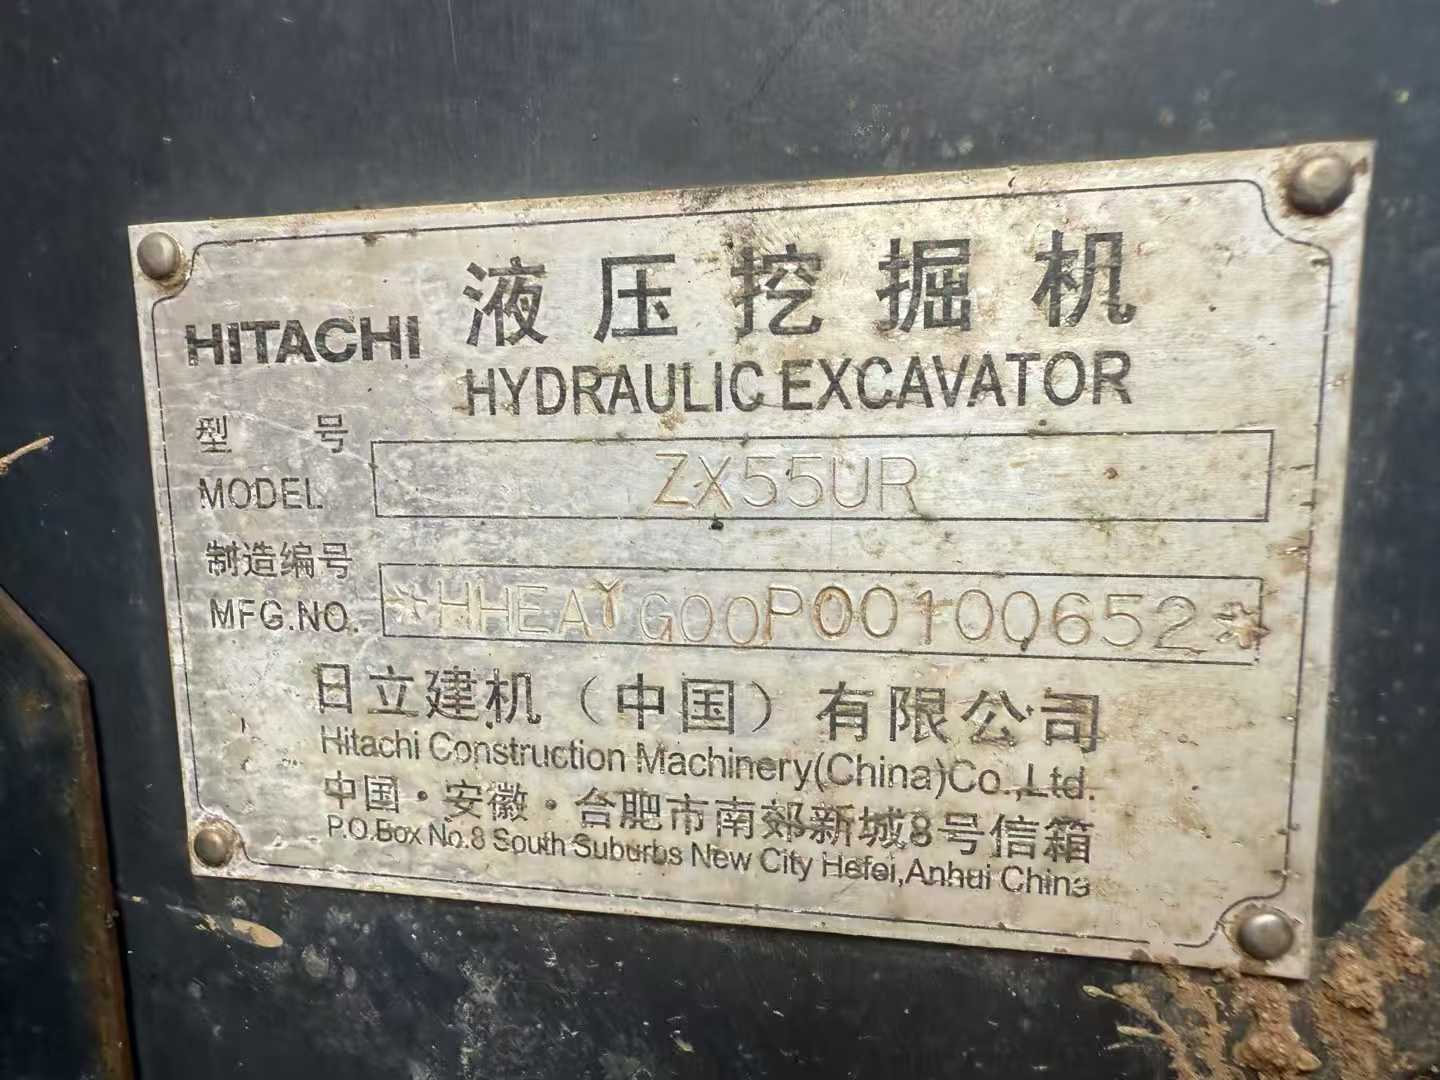 液压挖掘机
HITACHI
HYDRAULIC EXCAVATOR
型 号
MODEL ZX55UR
制造编号
MFG.NO. *HHEAYG00P00100652*
日立建机（中国）有限公司
Hitachi Construction Machinery(China)Co.,Ltd.
中国·安徽·合肥市南郊新城8号信箱
P.O.Box No.8 South Suburbs New City Hefei,Anhui China